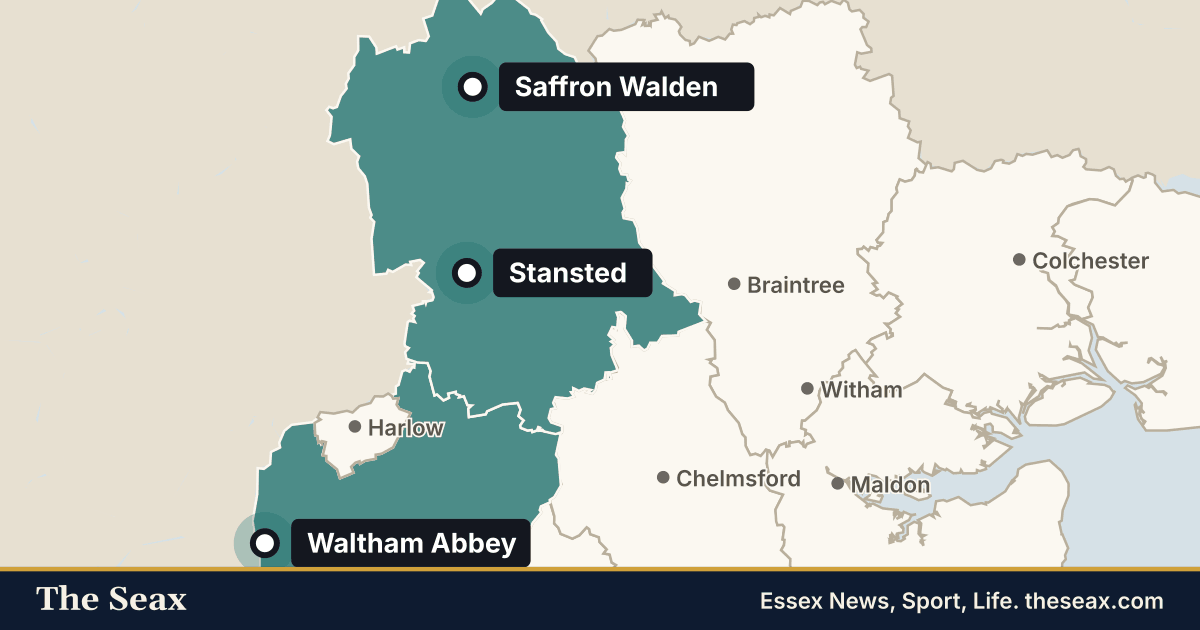 Saffron Walden
Colchester
Stansted
Braintree
Witham
Harlow
Chelmsford
Maldon
Waltham Abbey
The Seax
Essex News, Sport, Life. theseax.com